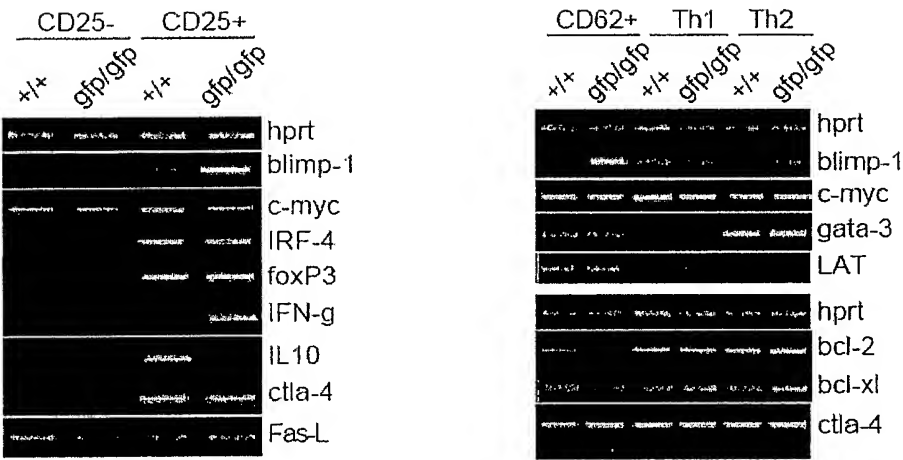 CD25- CD25+
+/+ gfp/gfp +/+ gfp/gfp
hprt
blimp-1
c-myc
IRF-4
foxP3
IFN-g
IL10
ctla-4
Fas-L
CD62+ Th1 Th2
+/+ gfp/gfp +/+ gfp/gfp +/+ gfp/gfp
hprt
blimp-1
c-myc
gata-3
LAT
hprt
bcl-2
bcl-xl
ctla-4